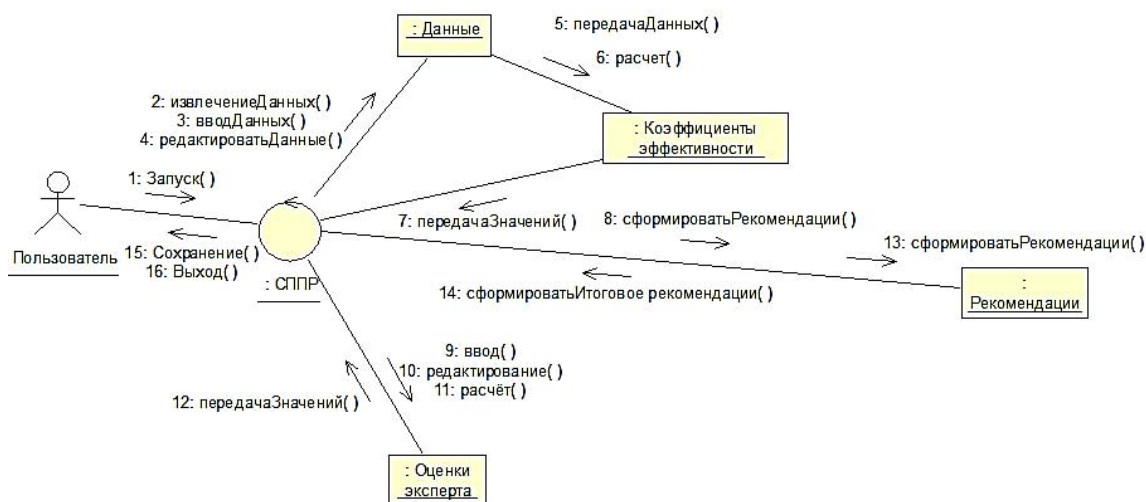 : Данные
5: передачаДанных( )
6: расчет( )
2: извлечениеДанных( )
3: вводДанных( )
4: редактироватьДанные( )
: Коэффициенты
эффективности
1: Запуск( )
7: передачаЗначений( )
8: сформироватьРекомендации( )
13: сформироватьРекомендации( )
Пользователь
15: Сохранение( )
16: Выход( )
: СППР
14: сформироватьИтоговое рекомендации( )
:
Рекомендации
9: ввод( )
10: редактирование( )
11: расчёт( )
12: передачаЗначений( )
: Оценки
эксперта